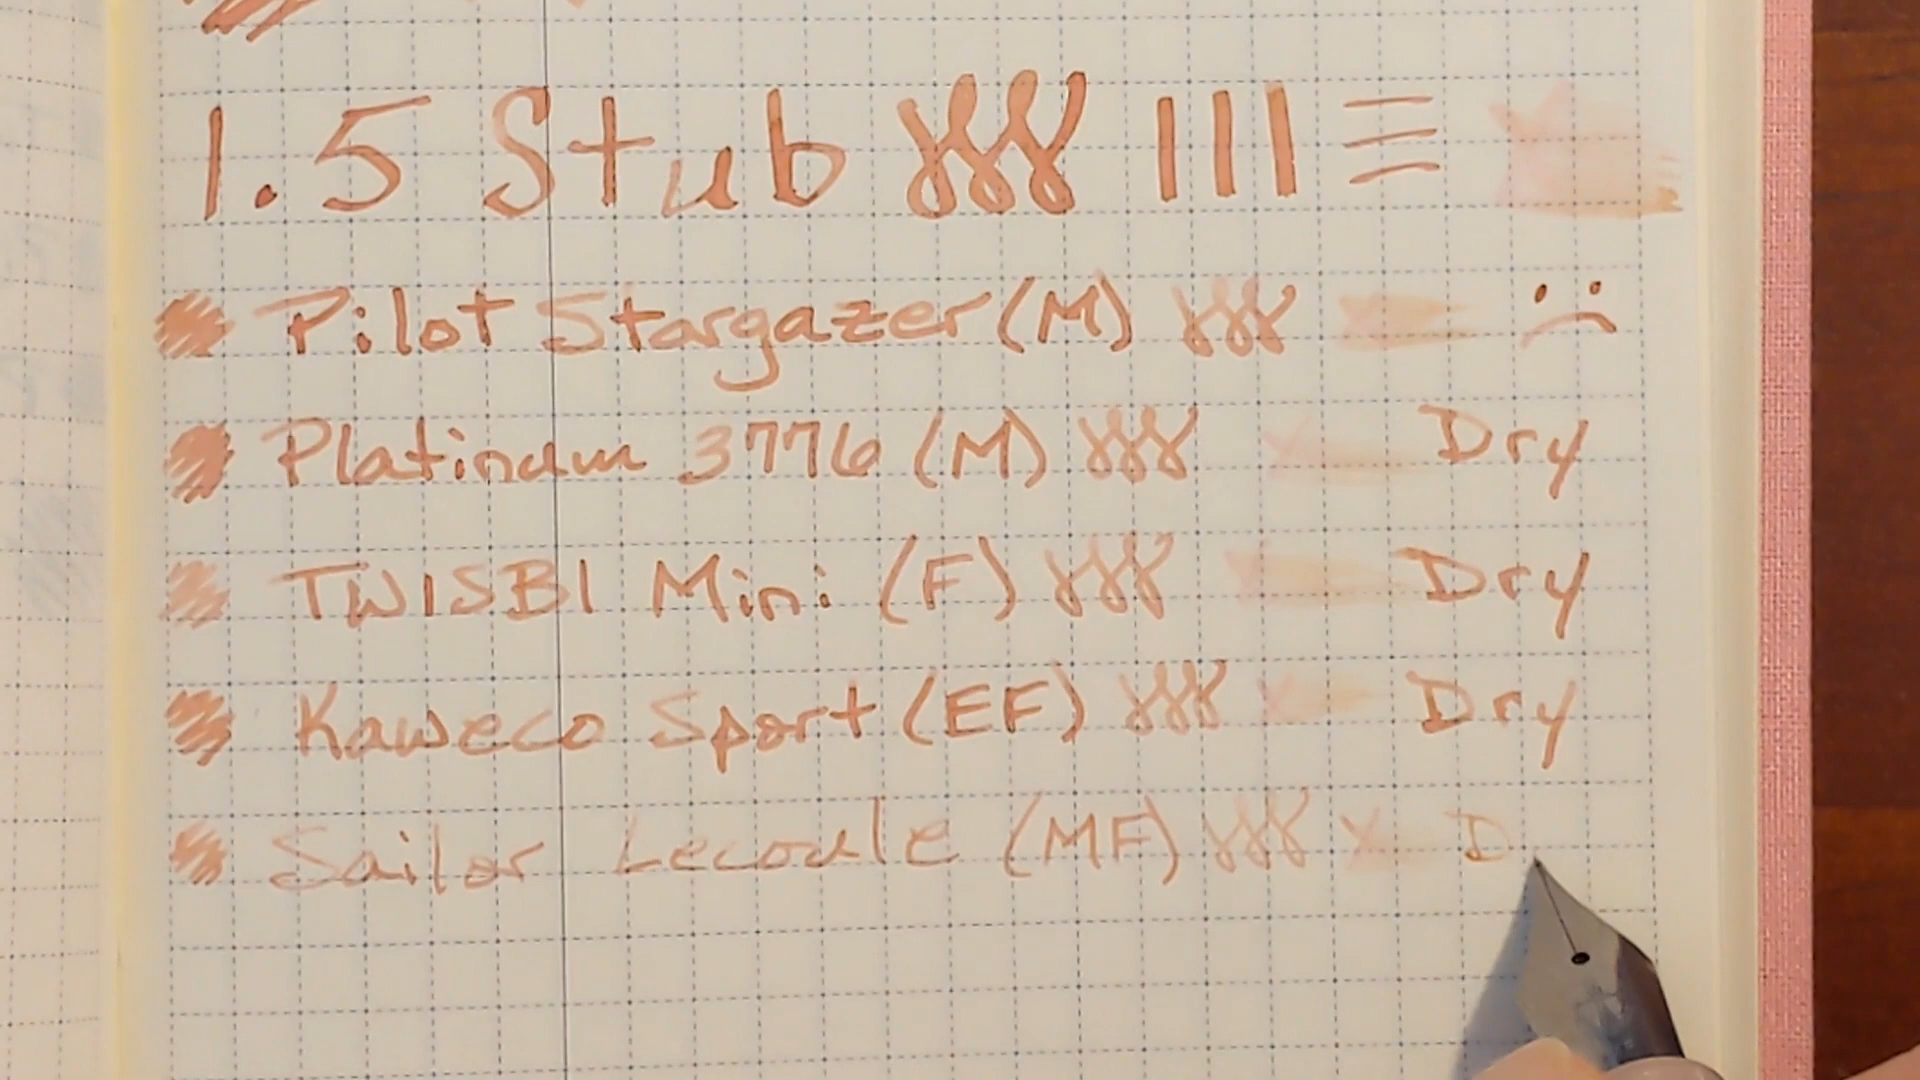 1.5 Stub
Pilot Stargazer (M)
Platinum 3776 (M) Dry
TWISBI Mini (F) Dry
Kaweco Sport (EF) Dry
Sailor Lecoule (MF) D